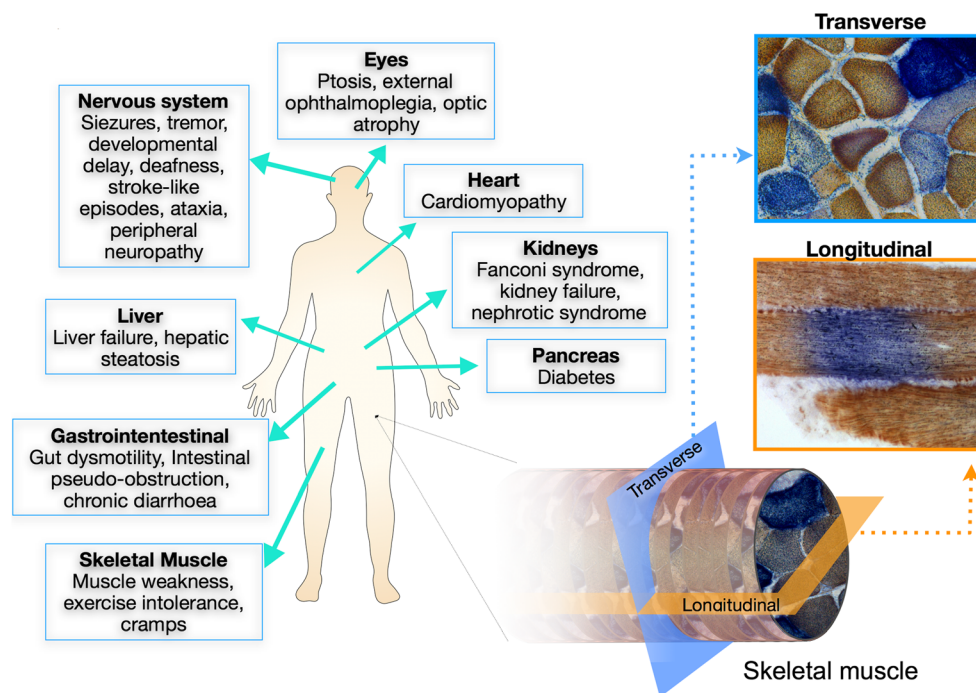 Transverse
Eyes
Ptosis, external
ophthalmoplegia, optic
atrophy
Nervous system
Siezures, tremor,
developmental
delay, deafness,
stroke-like
episodes, ataxia,
peripheral
neuropathy
Heart
Cardiomyopathy
Kidneys
Fanconi syndrome,
kidney failure,
nephrotic syndrome
Longitudinal
Liver
Liver failure, hepatic
steatosis
Pancreas
Diabetes
Gastrointentestinal
Gut dysmotility, Intestinal
pseudo-obstruction,
chronic diarrhoea
Skeletal Muscle
Muscle weakness,
exercise intolerance,
cramps
Transverse
Longitudinal
Skeletal muscle